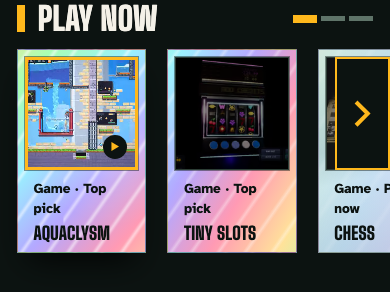 PLAY NOW
Game · Top
pick
AQUACLYSM
Game · Top
pick
TINY SLOTS
Game · P
now
CHESS